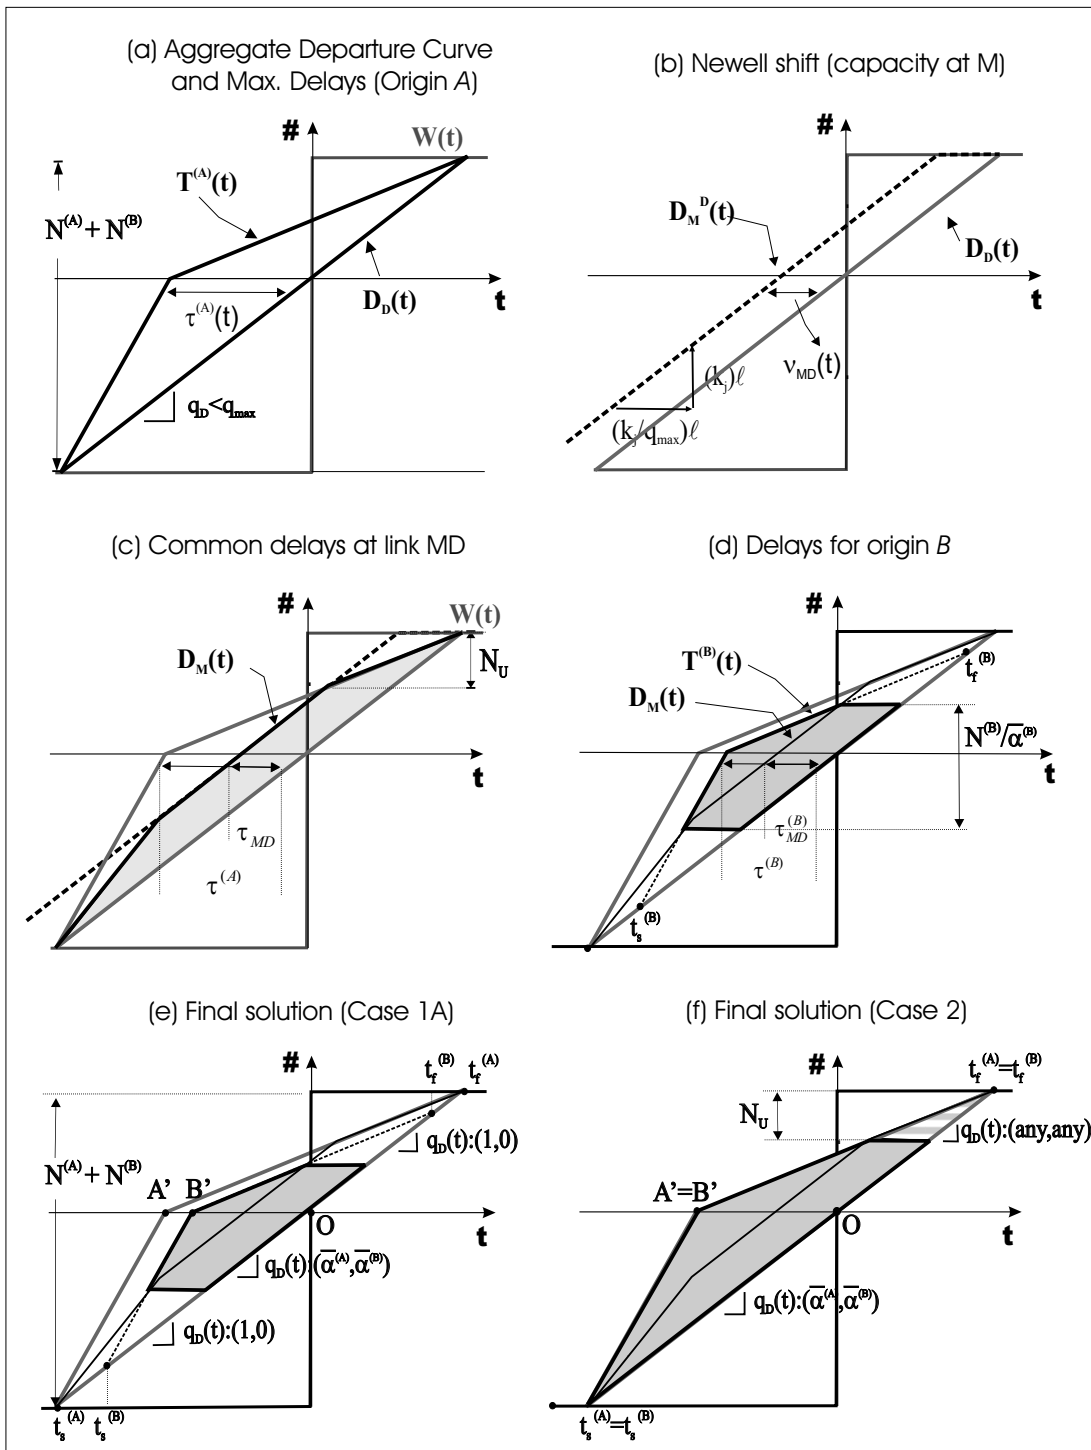 (a) Aggregate Departure Curve
and Max. Delays (Origin A)
#
W(t)
T^(A)(t)
N^(A) + N^(B)
D_D(t)
t
τ^(A)(t)
q_D<q_max
(b) Newell shift (capacity at M)
#
D_M^D(t)
D_D(t)
t
ν_MD(t)
(k_j)ℓ
(k_j/q_max)ℓ
(c) Common delays at link MD
#
W(t)
D_M(t)
N_U
t
τ_MD
τ^(A)
(d) Delays for origin B
#
T^(B)(t)
t_f^(B)
D_M(t)
N^(B)/α̅^(B)
t
τ_MD^(B)
τ^(B)
t_s^(B)
(e) Final solution (Case 1A)
#
t_f^(B) t_f^(A)
q_D(t):(1,0)
N^(A) + N^(B)
A' B'
O
t
q_D(t):(α̅^(A),α̅^(B))
q_D(t):(1,0)
t_s^(A) t_s^(B)
(f) Final solution (Case 2)
#
t_f^(A)=t_f^(B)
N_U
q_D(t):(any,any)
A'=B'
O
t
q_D(t):(α̅^(A),α̅^(B))
t_s^(A)=t_s^(B)